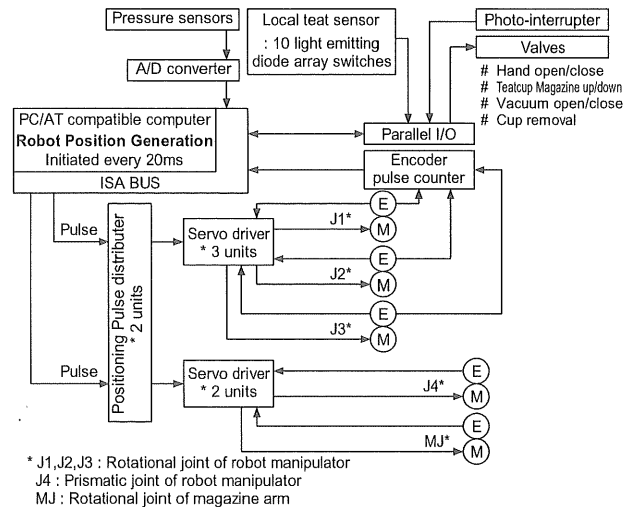 Pressure sensors
A/D converter
Local teat sensor
: 10 light emitting
diode array switches
Photo-interrupter
Valves
# Hand open/close
# Teatcup Magazine up/down
# Vacuum open/close
# Cup removal
PC/AT compatible computer
Robot Position Generation
Initiated every 20ms
ISA BUS
Parallel I/O
Encoder
pulse counter
Pulse
Positioning Pulse distributer
* 2 units
Servo driver
* 3 units
J1*
E
M
J2*
E
M
J3*
E
M
Pulse
Servo driver
* 2 units
J4*
E
M
MJ*
E
M
* J1,J2,J3 : Rotational joint of robot manipulator
J4 : Prismatic joint of robot manipulator
MJ : Rotational joint of magazine arm